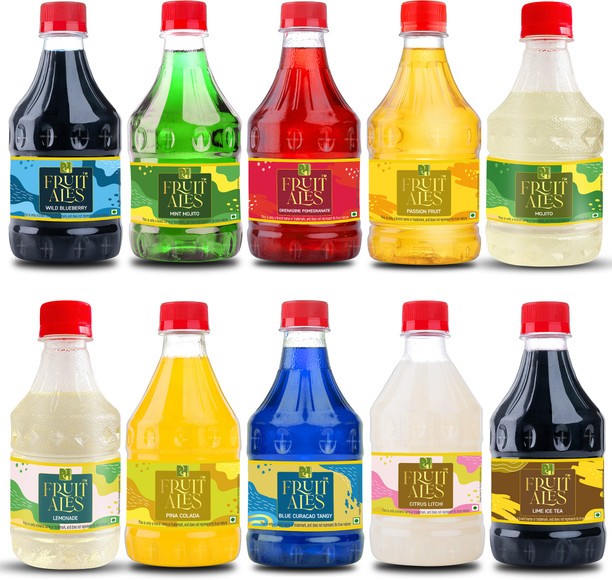 FRUIT
ALES
WILD BLUEBERRY
FRUIT
ALES
MINT MOJITO
FRUIT
ALES
GRENADINE POMEGRANATE
FRUIT
ALES
PASSION FRUIT
FRUIT
ALES
MOJITO
FRUIT
ALES
LEMONADE
FRUIT
ALES
PINA COLADA
FRUIT
ALES
BLUE CURACAO TANGY
FRUIT
ALES
CITRUS LITCHI
FRUIT
ALES
LIME ICE TEA